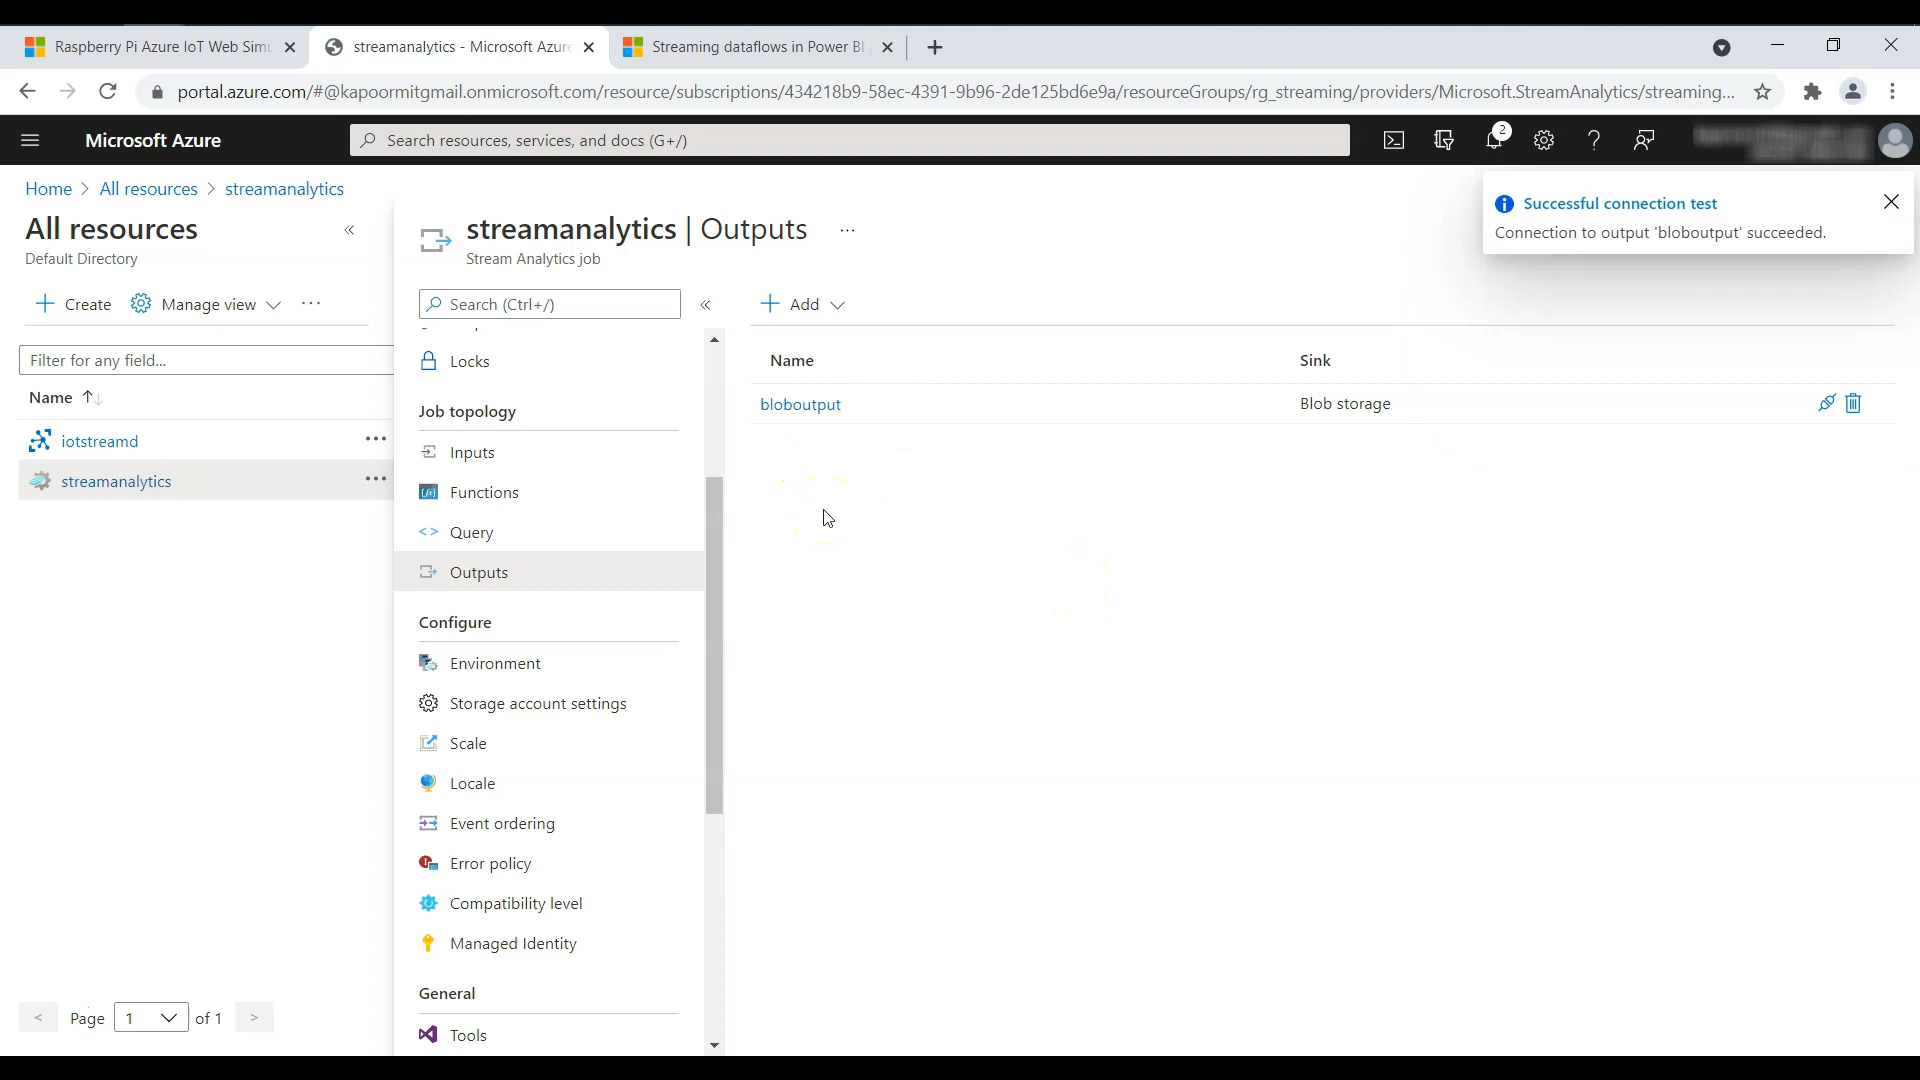 Raspberry Pi Azure IoT Web Simu
streamanalytics - Microsoft Azure
Streaming dataflows in Power BI
portal.azure.com/#@kapoormitgmail.onmicrosoft.com/resource/subscriptions/434218b9-58ec-4391-9b96-2de125bd6e9a/resourceGroups/rg_streaming/providers/Microsoft.StreamAnalytics/streaming...
Microsoft Azure
Search resources, services, and docs (G+/)
2
Home > All resources > streamanalytics
Successful connection test
Connection to output 'bloboutput' succeeded.
All resources
Default Directory
streamanalytics | Outputs
Stream Analytics job
Create
Manage view
Search (Ctrl+/)
Add
Filter for any field...
Name
iotstreamd
streamanalytics
Locks
Job topology
Inputs
Functions
Query
Outputs
Configure
Environment
Storage account settings
Scale
Locale
Event ordering
Error policy
Compatibility level
Managed Identity
General
Tools
Name Sink
bloboutput Blob storage
< Page 1 of 1 >